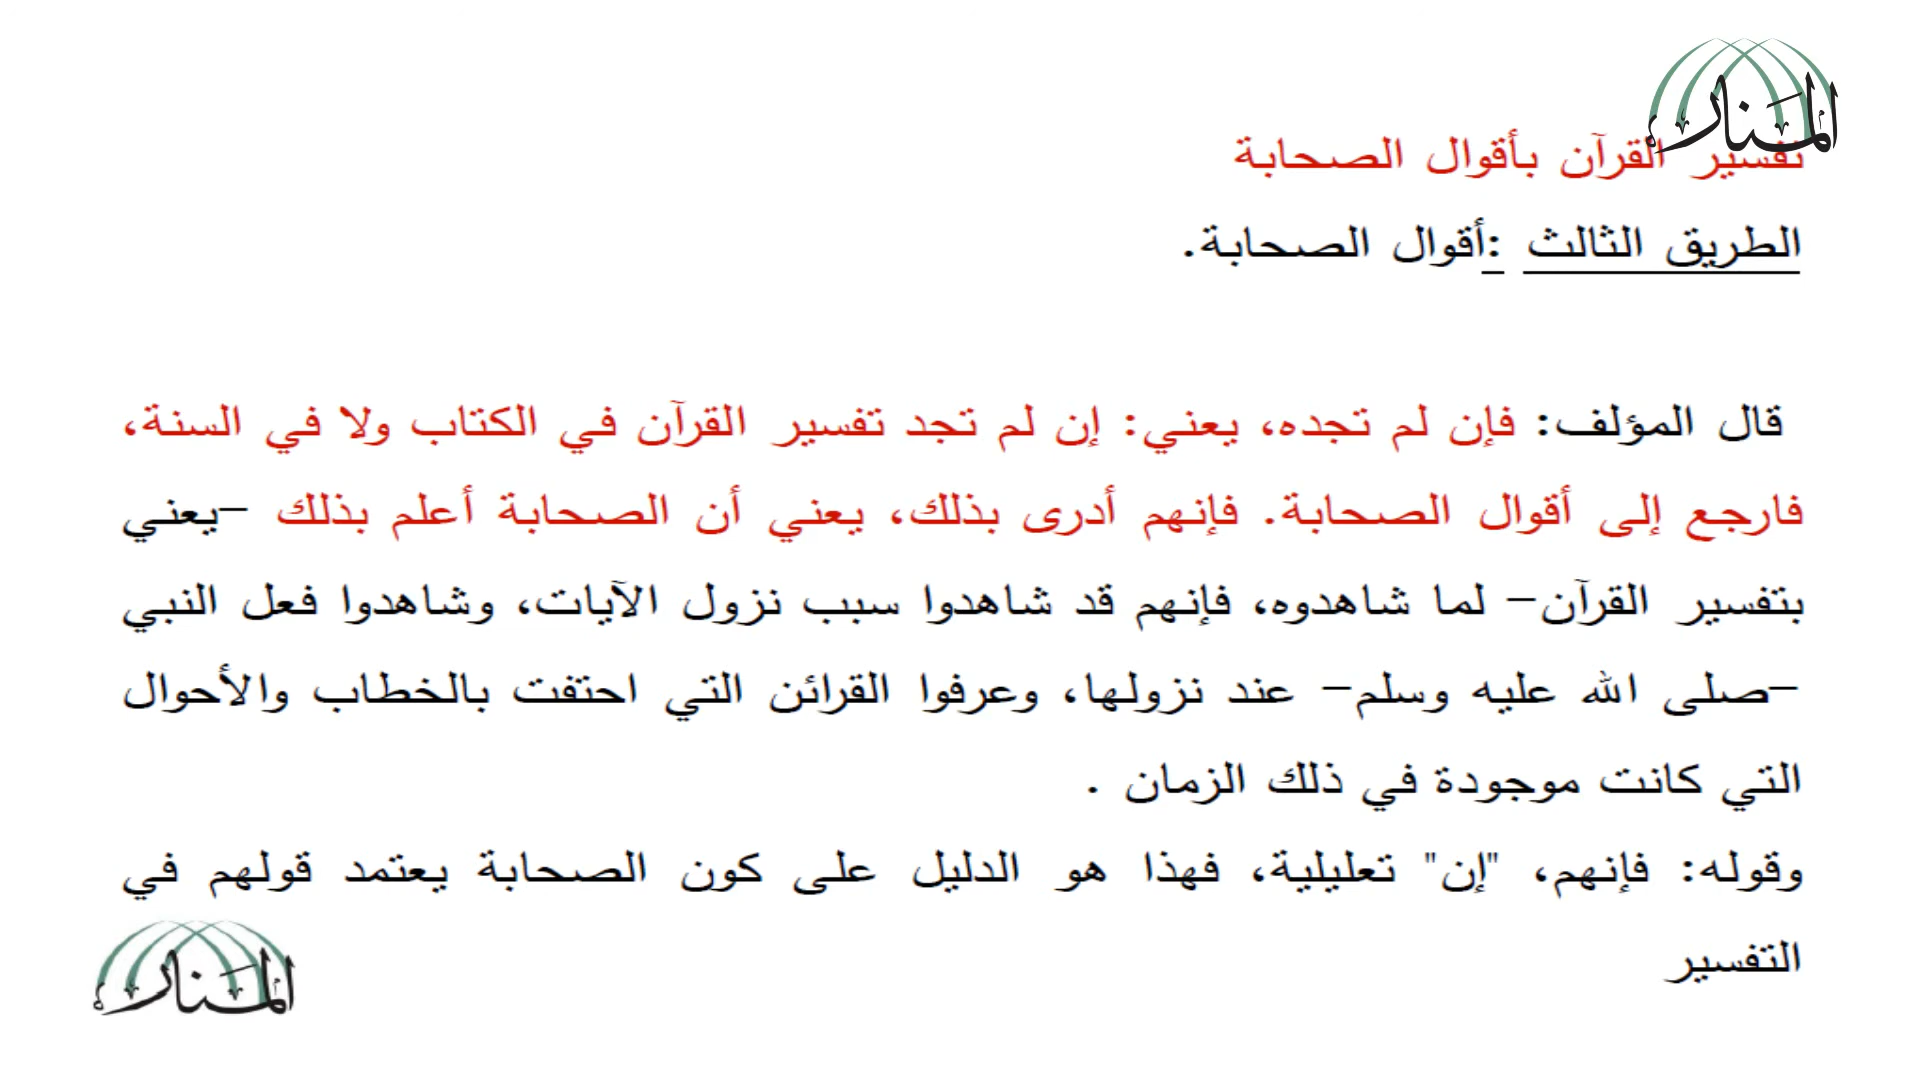 المنار
تفسير القرآن بأقوال الصحابة
الطريق الثالث :أقوال الصحابة.
قال المؤلف: فإن لم تجده، يعني: إن لم تجد تفسير القرآن في الكتاب ولا في السنة،
فارجع إلى أقوال الصحابة. فإنهم أدرى بذلك، يعني أن الصحابة أعلم بذلك –يعني
بتفسير القرآن– لما شاهدوه، فإنهم قد شاهدوا سبب نزول الآيات، وشاهدوا فعل النبي
–صلى الله عليه وسلم– عند نزولها، وعرفوا القرائن التي احتفت بالخطاب والأحوال
التي كانت موجودة في ذلك الزمان .
وقوله: فإنهم، "إن" تعليلية، فهذا هو الدليل على كون الصحابة يعتمد قولهم في
التفسير
المنار